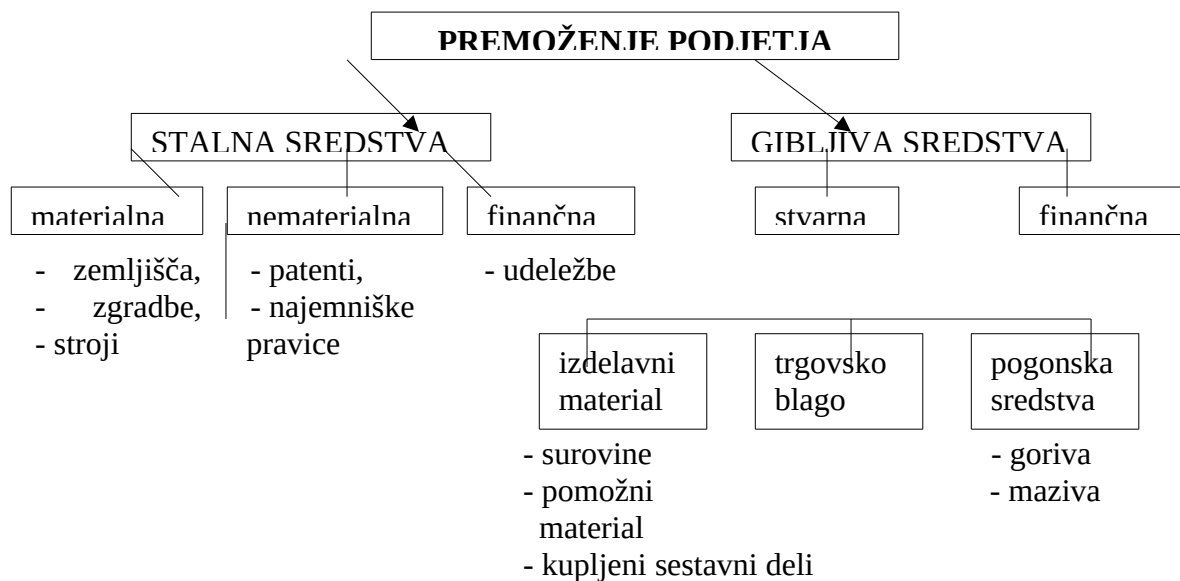 PREMOŽENJE PODJETJA
STALNA SREDSTVA
GIBLJIVA SREDSTVA
materialna
nematerialna
finančna
stvarna
finančna
- zemljišča,
- zgradbe,
- stroji
- patenti,
- najemniške
pravice
- udeležbe
izdelavni
material
trgovsko
blago
pogonska
sredstva
- surovine
- pomožni
material
- kupljeni sestavni deli
- goriva
- maziva